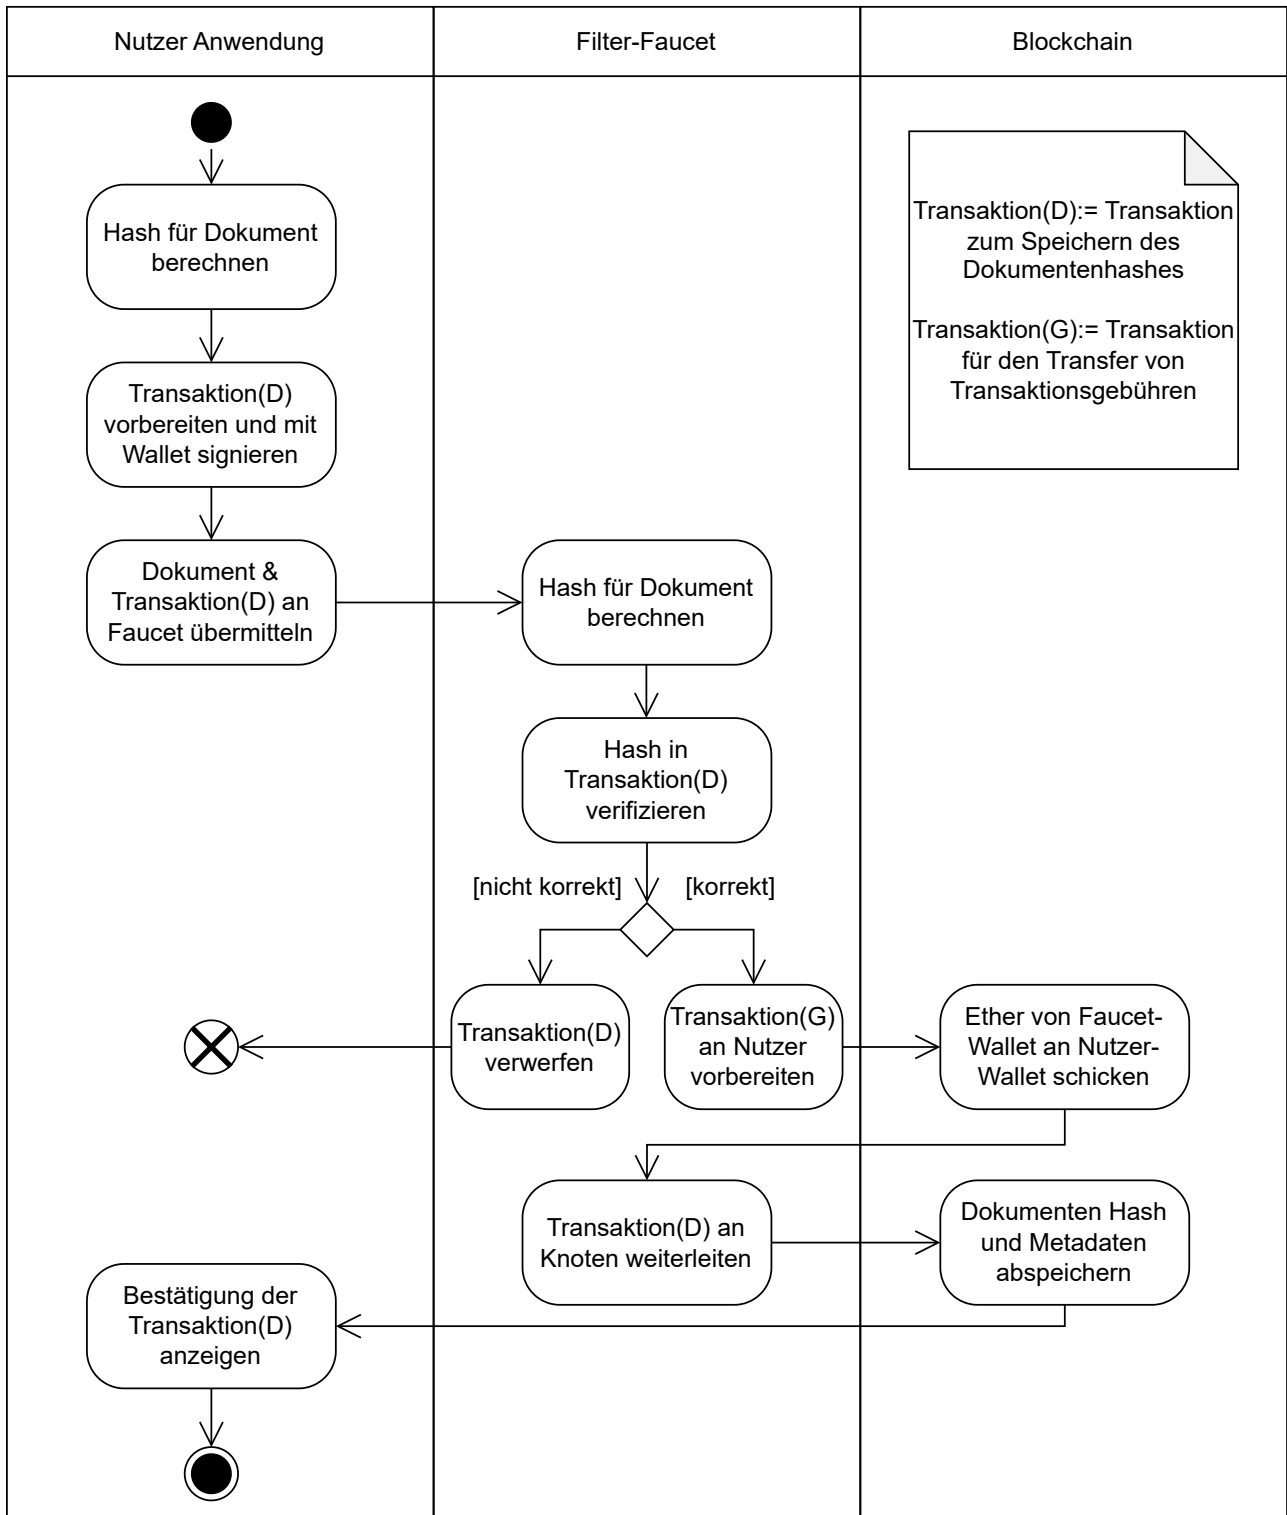 Nutzer Anwendung
Filter-Faucet
Blockchain
Transaktion(D):= Transaktion
zum Speichern des
Dokumentenhashes
Transaktion(G):= Transaktion
für den Transfer von
Transaktionsgebühren
Hash für Dokument
berechnen
Transaktion(D)
vorbereiten und mit
Wallet signieren
Dokument &
Transaktion(D) an
Faucet übermitteln
Hash für Dokument
berechnen
Hash in
Transaktion(D)
verifizieren
[nicht korrekt]
[korrekt]
Transaktion(D)
verwerfen
Transaktion(G)
an Nutzer
vorbereiten
Ether von Faucet-
Wallet an Nutzer-
Wallet schicken
Transaktion(D) an
Knoten weiterleiten
Dokumenten Hash
und Metadaten
abspeichern
Bestätigung der
Transaktion(D)
anzeigen